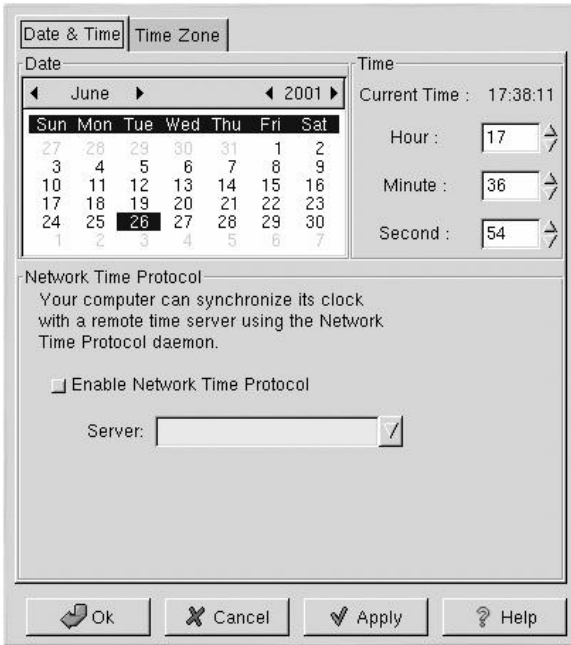 Date & Time Time Zone
Date
June 2001
Sun Mon Tue Wed Thu Fri Sat
27 28 29 30 31 1 2
3 4 5 6 7 8 9
10 11 12 13 14 15 16
17 18 19 20 21 22 23
24 25 26 27 28 29 30
1 2 3 4 5 6 7
Time
Current Time : 17:38:11
Hour : 17
Minute : 36
Second : 54
Network Time Protocol
Your computer can synchronize its clock
with a remote time server using the Network
Time Protocol daemon.
Enable Network Time Protocol
Server:
Ok Cancel Apply ? Help